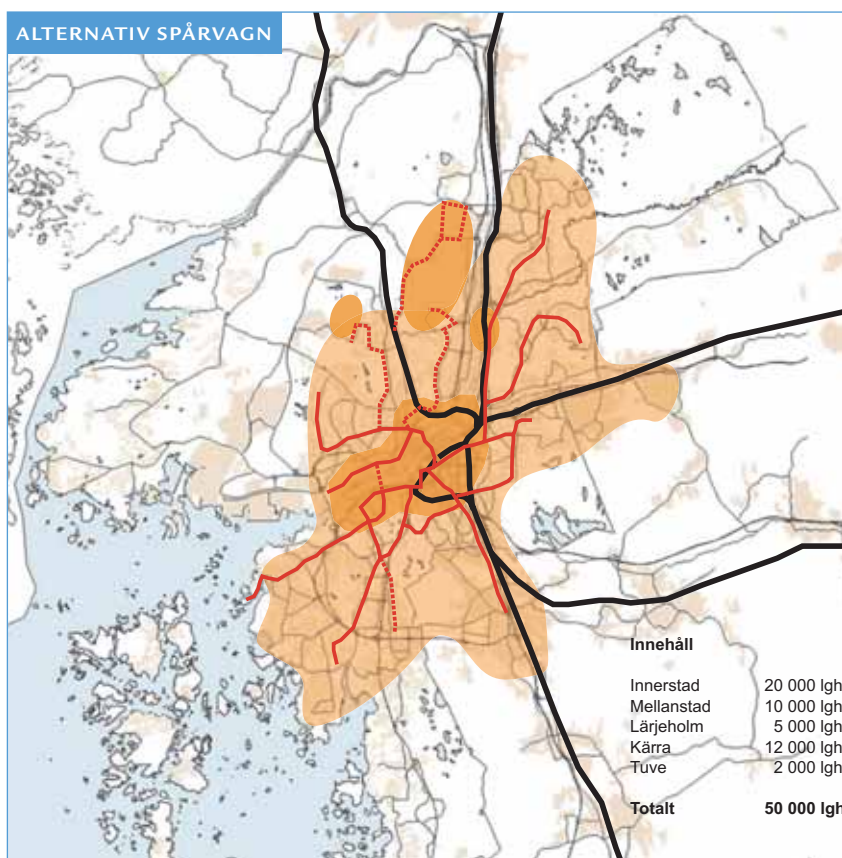 ALTERNATIV SPÅRVAGN
Innehåll
Innerstad 20 000 lgh
Mellanstad 10 000 lgh
Lärjeholm 5 000 lgh
Kärra 12 000 lgh
Tuve 2 000 lgh
Totalt 50 000 lgh